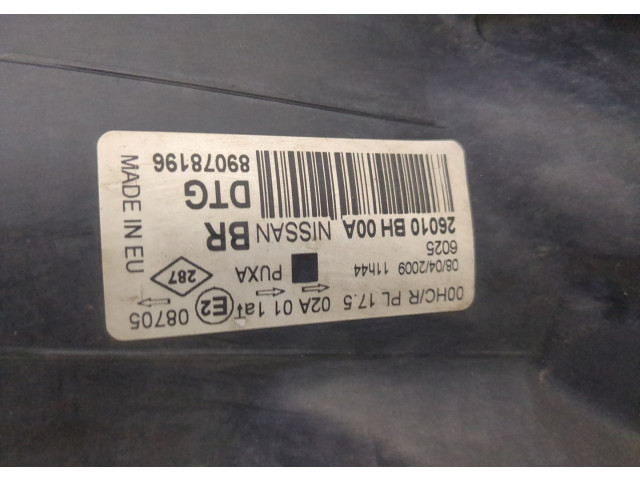 00HC/R PL 17.5 02A 01 1a E2 08705
08/04/2009 11h44 PUXA 287
6025
26010 BH 00A NISSAN BR
DTG
89078196
MADE IN EU